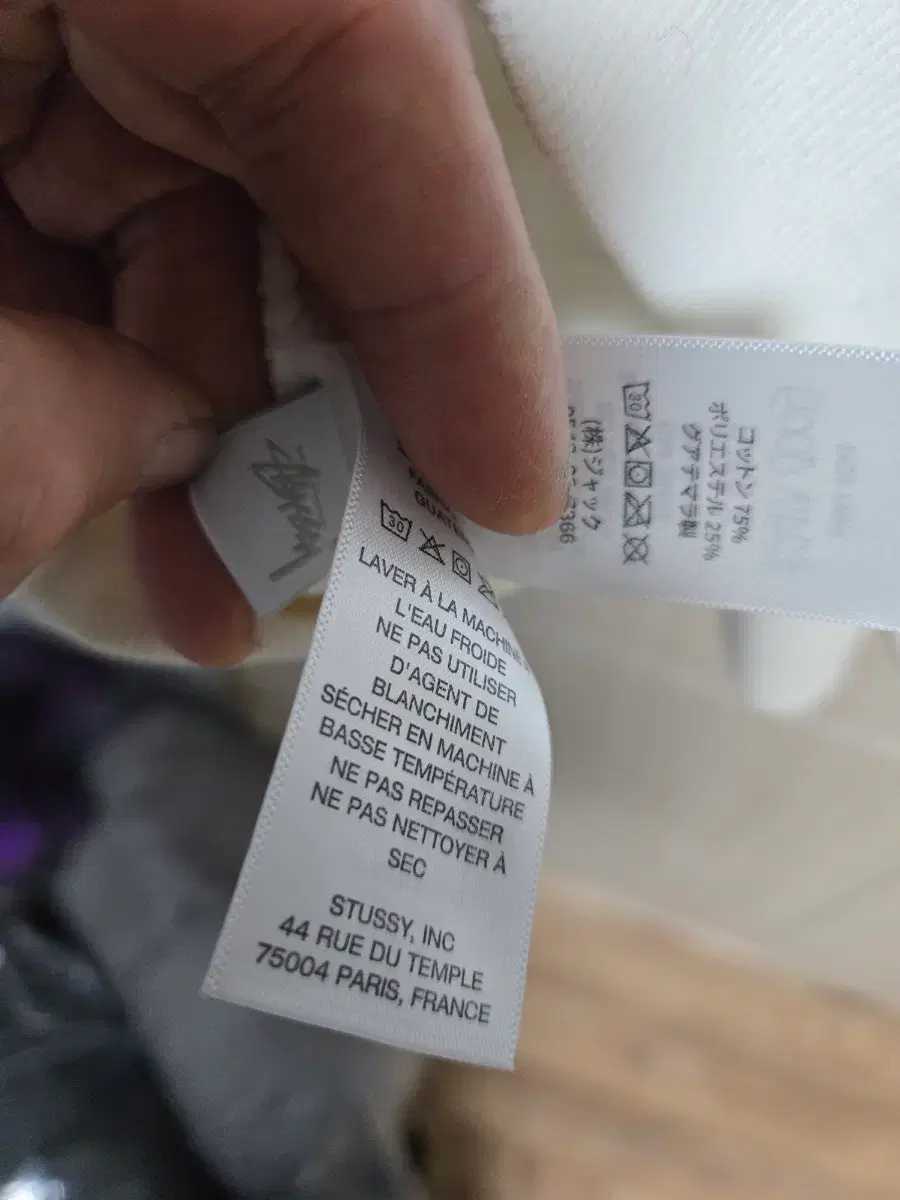 30
LAVER À LA MACHINE
L'EAU FROIDE
NE PAS UTILISER
D'AGENT DE
BLANCHIMENT
SÉCHER EN MACHINE À
BASSE TEMPÉRATURE
NE PAS REPASSER
NE PAS NETTOYER À
SEC
STUSSY, INC
44 RUE DU TEMPLE
75004 PARIS, FRANCE
コットン 75%
ポリエステル 25%
グアテマラ製
30
(株)ジャック